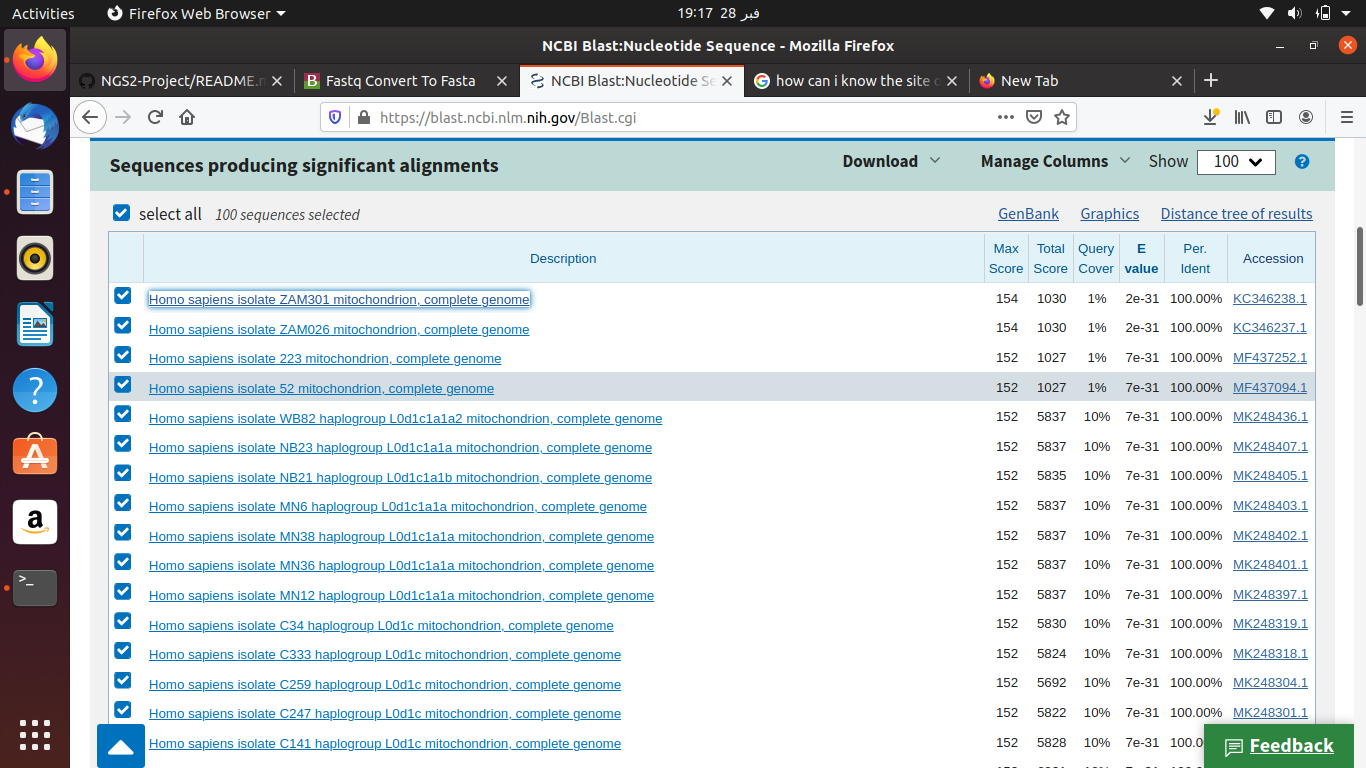 Activities Firefox Web Browser 19:17 28 فبر
NCBI Blast:Nucleotide Sequence - Mozilla Firefox
NGS2-Project/README. Fastq Convert To Fasta NCBI Blast:Nucleotide Se how can i know the site New Tab
https://blast.ncbi.nlm.nih.gov/Blast.cgi
Sequences producing significant alignments Download Manage Columns Show 100
select all 100 sequences selected GenBank Graphics Distance tree of results
Description Max Score Total Score Query Cover E value Per. Ident Accession
Homo sapiens isolate ZAM301 mitochondrion, complete genome 154 1030 1% 2e-31 100.00% KC346238.1
Homo sapiens isolate ZAM026 mitochondrion, complete genome 154 1030 1% 2e-31 100.00% KC346237.1
Homo sapiens isolate 223 mitochondrion, complete genome 152 1027 1% 7e-31 100.00% MF437252.1
Homo sapiens isolate 52 mitochondrion, complete genome 152 1027 1% 7e-31 100.00% MF437094.1
Homo sapiens isolate WB82 haplogroup L0d1c1a1a2 mitochondrion, complete genome 152 5837 10% 7e-31 100.00% MK248436.1
Homo sapiens isolate NB23 haplogroup L0d1c1a1a mitochondrion, complete genome 152 5837 10% 7e-31 100.00% MK248407.1
Homo sapiens isolate NB21 haplogroup L0d1c1a1b mitochondrion, complete genome 152 5835 10% 7e-31 100.00% MK248405.1
Homo sapiens isolate MN6 haplogroup L0d1c1a1a mitochondrion, complete genome 152 5837 10% 7e-31 100.00% MK248403.1
Homo sapiens isolate MN38 haplogroup L0d1c1a1a mitochondrion, complete genome 152 5837 10% 7e-31 100.00% MK248402.1
Homo sapiens isolate MN36 haplogroup L0d1c1a1a mitochondrion, complete genome 152 5837 10% 7e-31 100.00% MK248401.1
Homo sapiens isolate MN12 haplogroup L0d1c1a1a mitochondrion, complete genome 152 5837 10% 7e-31 100.00% MK248397.1
Homo sapiens isolate C34 haplogroup L0d1c mitochondrion, complete genome 152 5830 10% 7e-31 100.00% MK248319.1
Homo sapiens isolate C333 haplogroup L0d1c mitochondrion, complete genome 152 5824 10% 7e-31 100.00% MK248318.1
Homo sapiens isolate C259 haplogroup L0d1c mitochondrion, complete genome 152 5692 10% 7e-31 100.00% MK248304.1
Homo sapiens isolate C247 haplogroup L0d1c mitochondrion, complete genome 152 5822 10% 7e-31 100.00% MK248301.1
Homo sapiens isolate C141 haplogroup L0d1c mitochondrion, complete genome 152 5828 10% 7e-31 100.0
Feedback